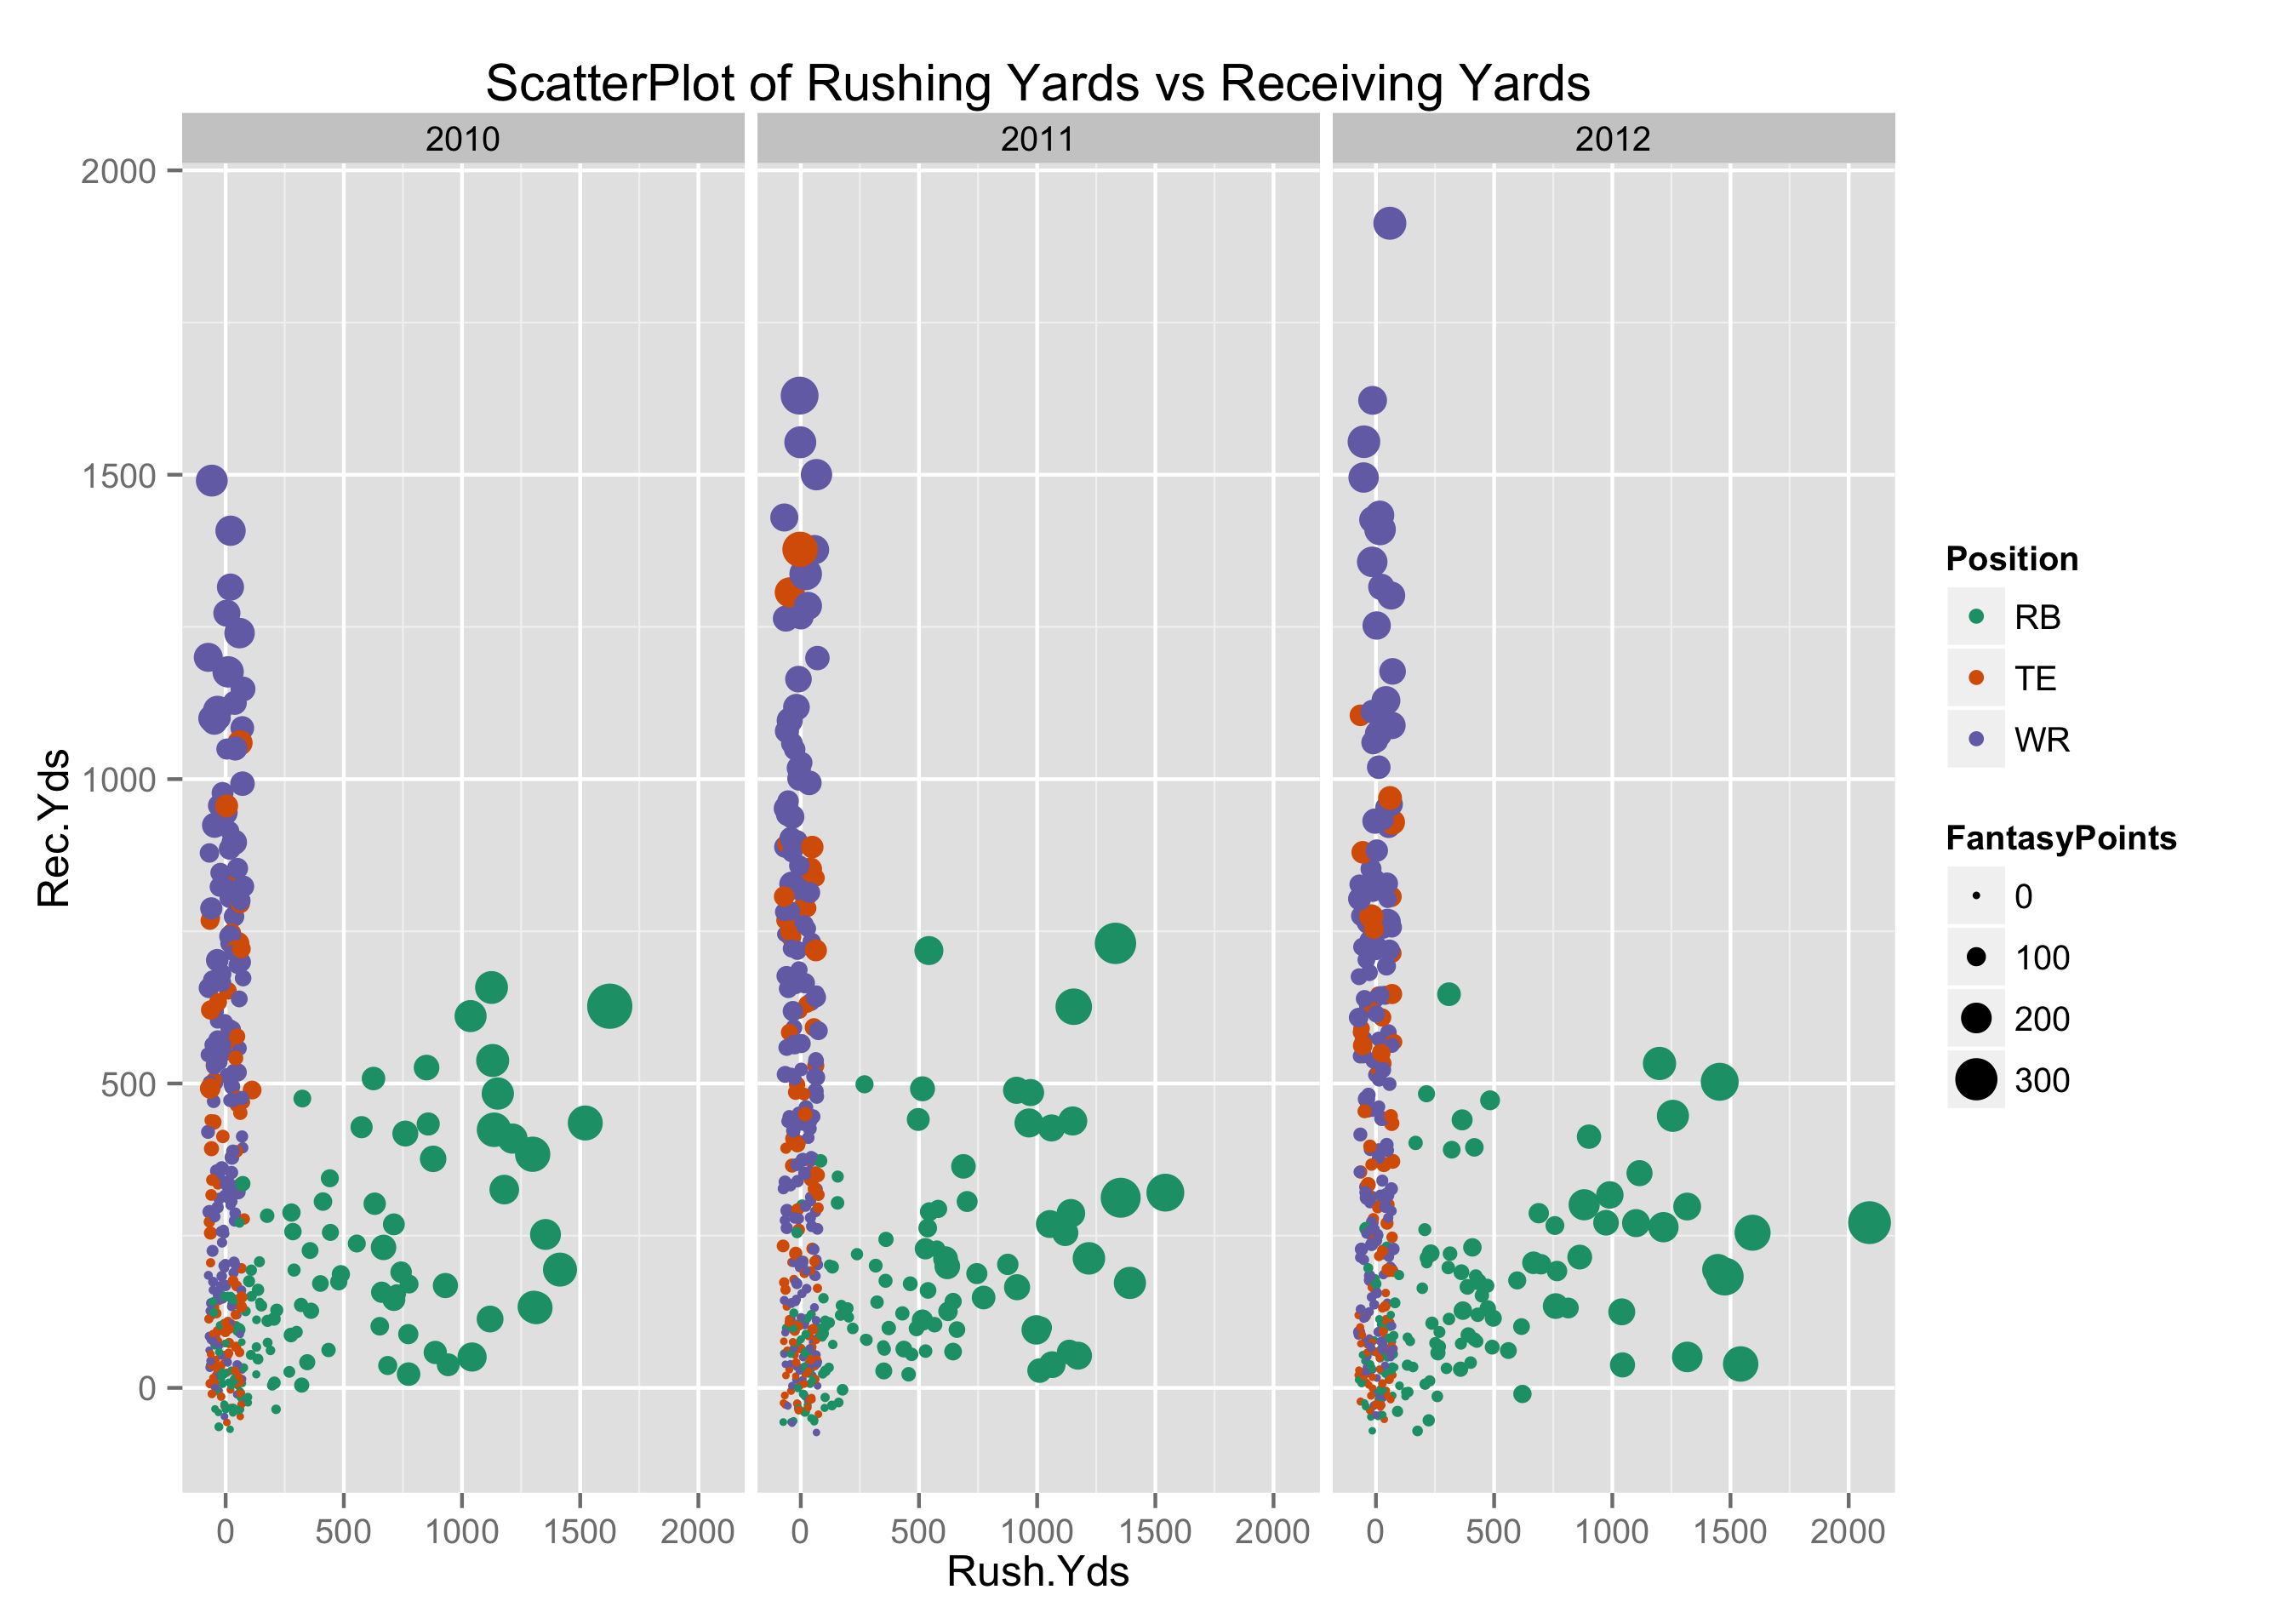 ScatterPlot of Rushing Yards vs Receiving Yards
2010 2011 2012
2000
1500
1000
500
0
Rec.Yds
0 500 1000 1500 2000 0 500 1000 1500 2000 0 500 1000 1500 2000
Rush.Yds
Position
RB
TE
WR
FantasyPoints
0
100
200
300